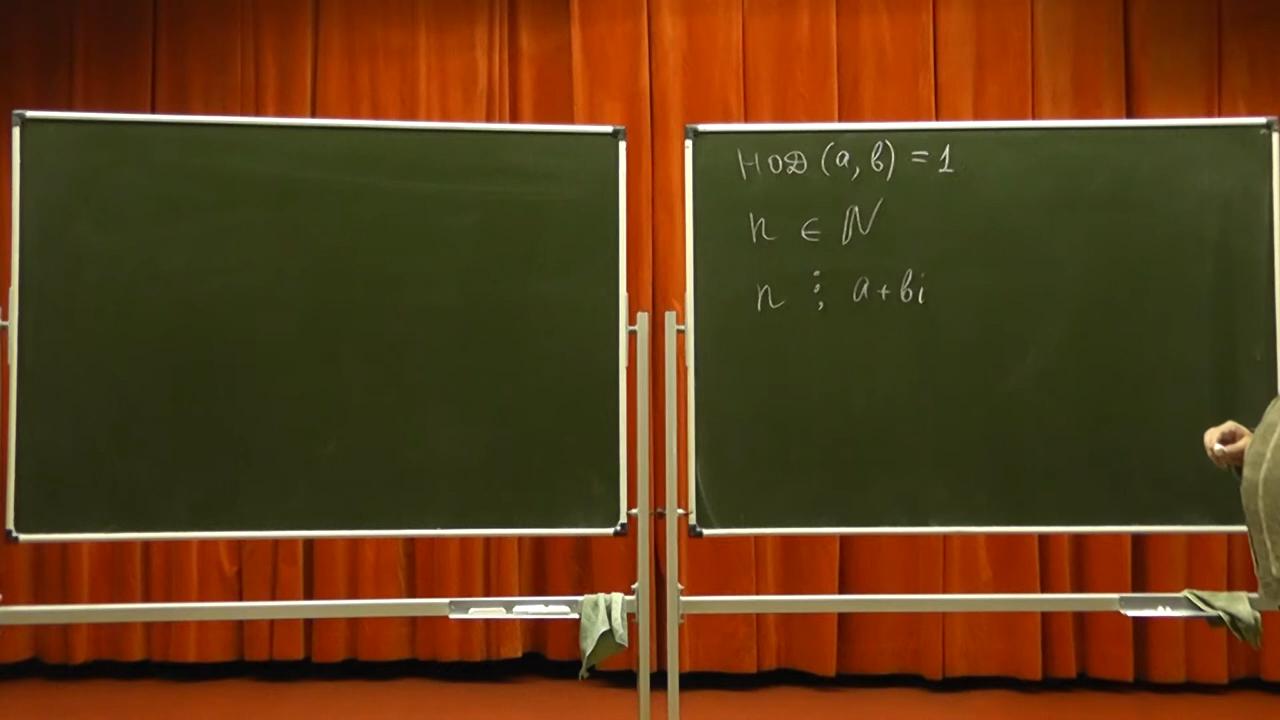 НОД (a, b) = 1
n ∈ ℕ
n ⋮ a + bi